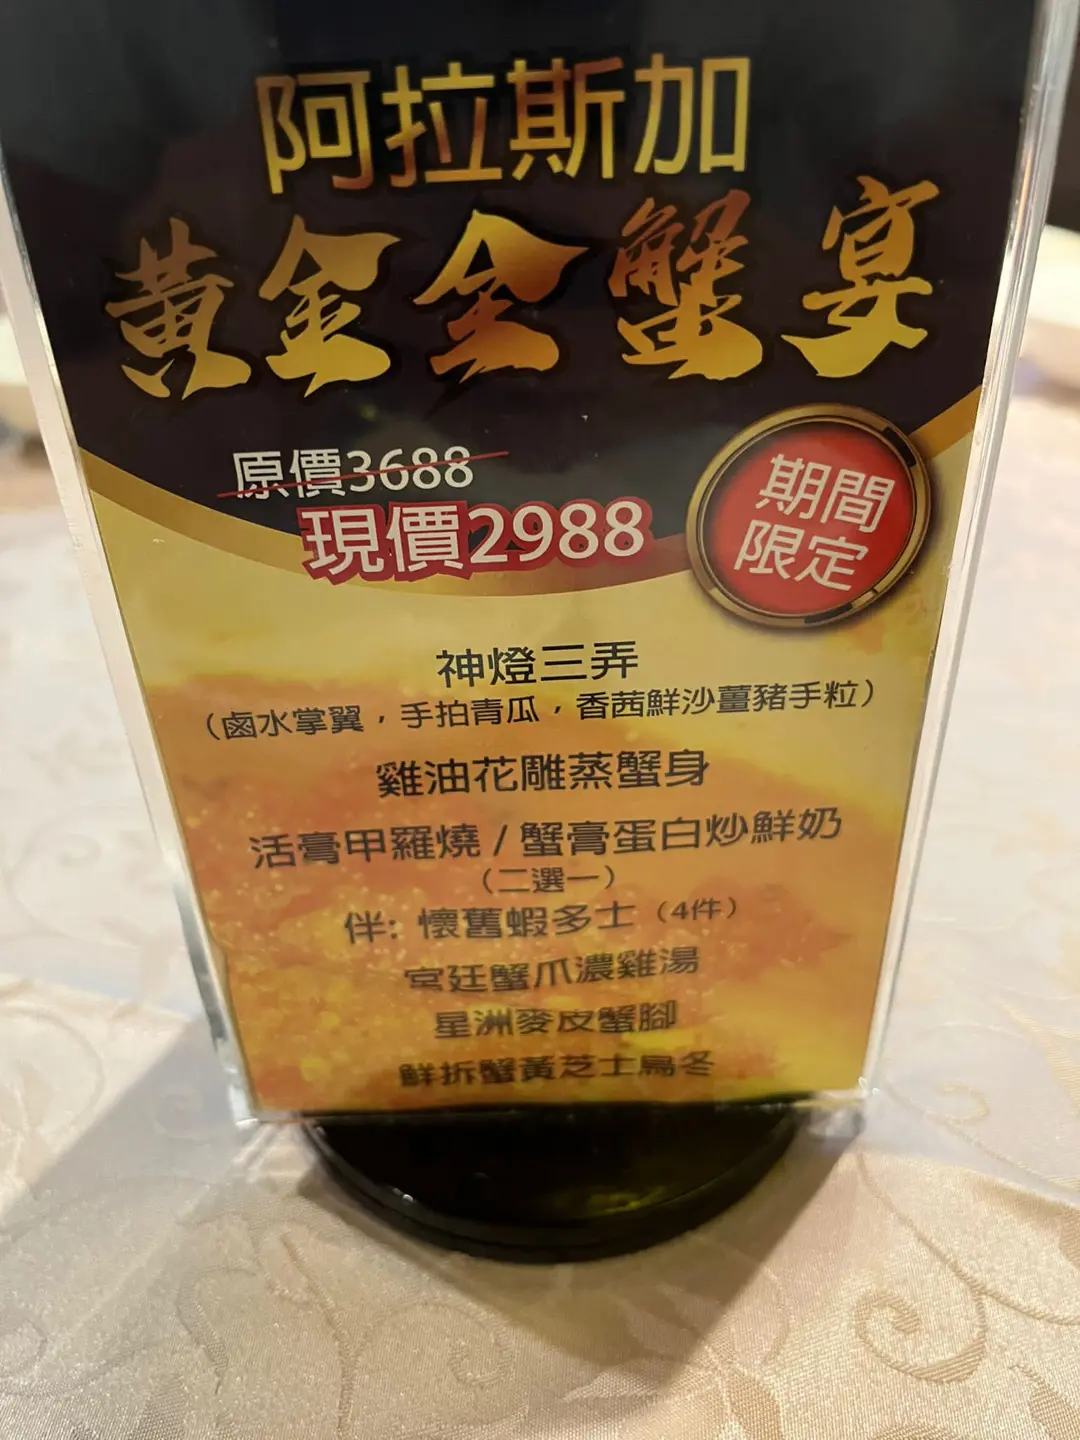 阿拉斯加
黃金全蟹宴
原價3688
現價2988
期間
限定
神燈三弄
（鹵水掌翼，手拍青瓜，香茜鮮沙薑豬手粒）
雞油花雕蒸蟹身
活膏甲羅燒 / 蟹膏蛋白炒鮮奶
（二選一）
伴: 懷舊蝦多士（4件）
宮廷蟹爪濃雞湯
星洲麥皮蟹腳
鮮拆蟹黃芝士烏冬